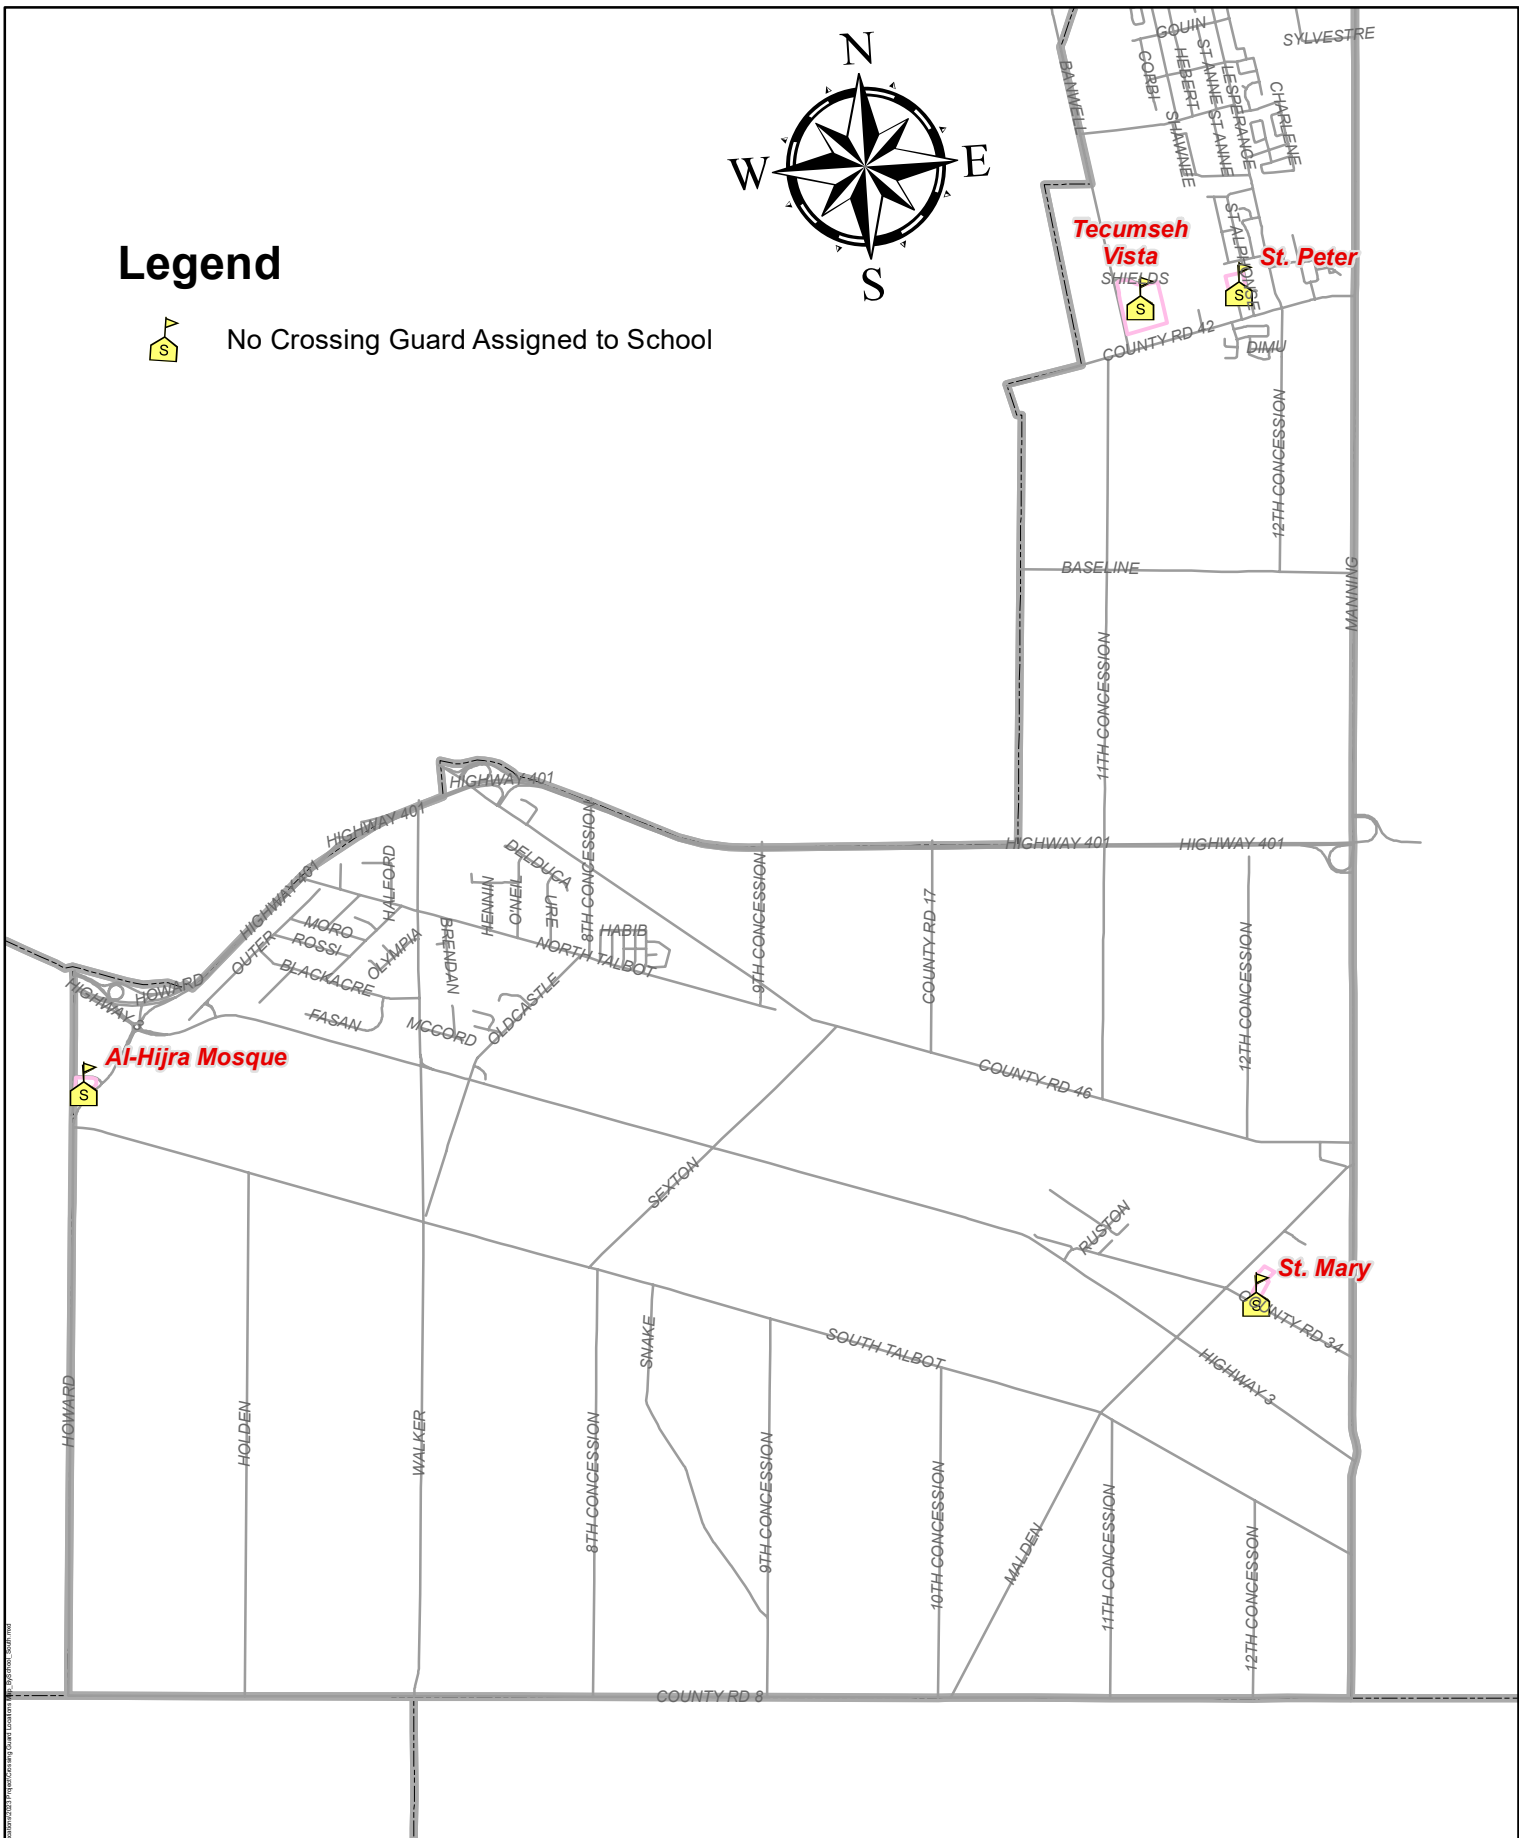 N
W
E
S
Legend
S
No Crossing Guard Assigned to School
GOUIN
SYLVESTRE
BANWELL
CORBI
HEBERT
ST ANNE
ST ANNE
LESPERANCE
CHARLENE
SHAWNEE
Tecumseh
Vista
SHIELDS
S
ST ALPHONSE
St. Peter
S
COUNTY RD 42
DIMU
12TH CONCESSION
BASELINE
MANNING
11TH CONCESSION
HIGHWAY 401
HIGHWAY 401
HIGHWAY 401
HIGHWAY 401
HIGHWAY 401
DELDUCA
8TH CONCESSION
HALFORD
HENNIN
O'NEIL
URE
9TH CONCESSION
COUNTY RD 17
12TH CONCESSION
MORO
ROSSI
OUTER
OLYMPIA
BRENDAN
HABIB
NORTH TALBOT
BLACKACRE
HOWARD
HIGHWAY 3
FASAN
MCCORD
OLDCASTLE
Al-Hijra Mosque
S
COUNTY RD 46
SEXTON
RUSTON
St. Mary
S
COUNTY RD 34
SNAKE
SOUTH TALBOT
HIGHWAY 3
HOWARD
HOLDEN
WALKER
8TH CONCESSION
9TH CONCESSION
10TH CONCESSION
MALDEN
11TH CONCESSION
12TH CONCESSON
COUNTY RD 8